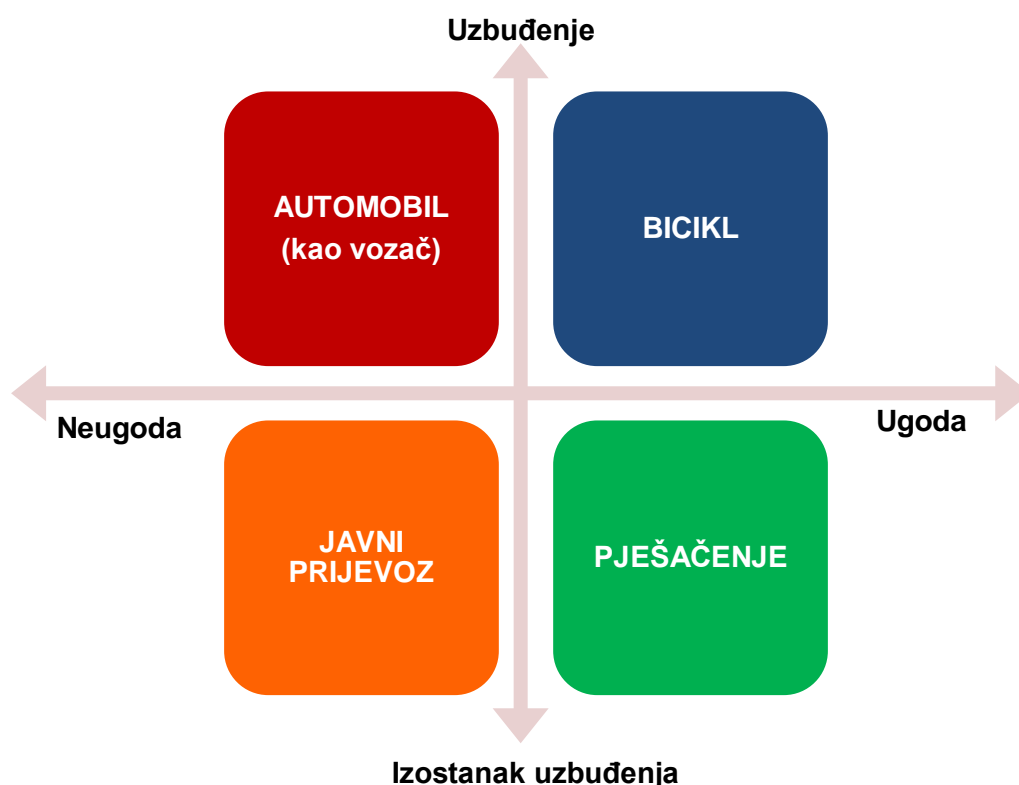 Uzbuđenje
AUTOMOBIL
(kao vozač)
BICIKL
Neugoda
Ugoda
JAVNI
PRIJEVOZ
PJEŠAČENJE
Izostanak uzbuđenja